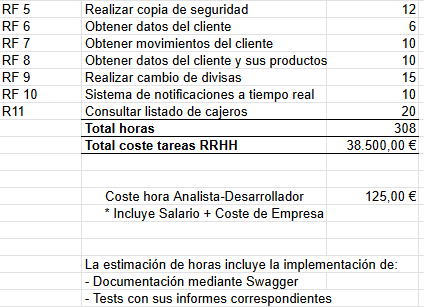 RF 5 Realizar copia de seguridad 12
RF 6 Obtener datos del cliente 6
RF 7 Obtener movimientos del cliente 10
RF 8 Obtener datos del cliente y sus productos 10
RF 9 Realizar cambio de divisas 15
RF 10 Sistema de notificaciones a tiempo real 10
R11 Consultar listado de cajeros 20
Total horas 308
Total coste tareas RRHH 38.500,00 €
Coste hora Analista-Desarrollador 125,00 €
* Incluye Salario + Coste de Empresa
La estimación de horas incluye la implementación de:
- Documentación mediante Swagger
- Tests con sus informes correspondientes